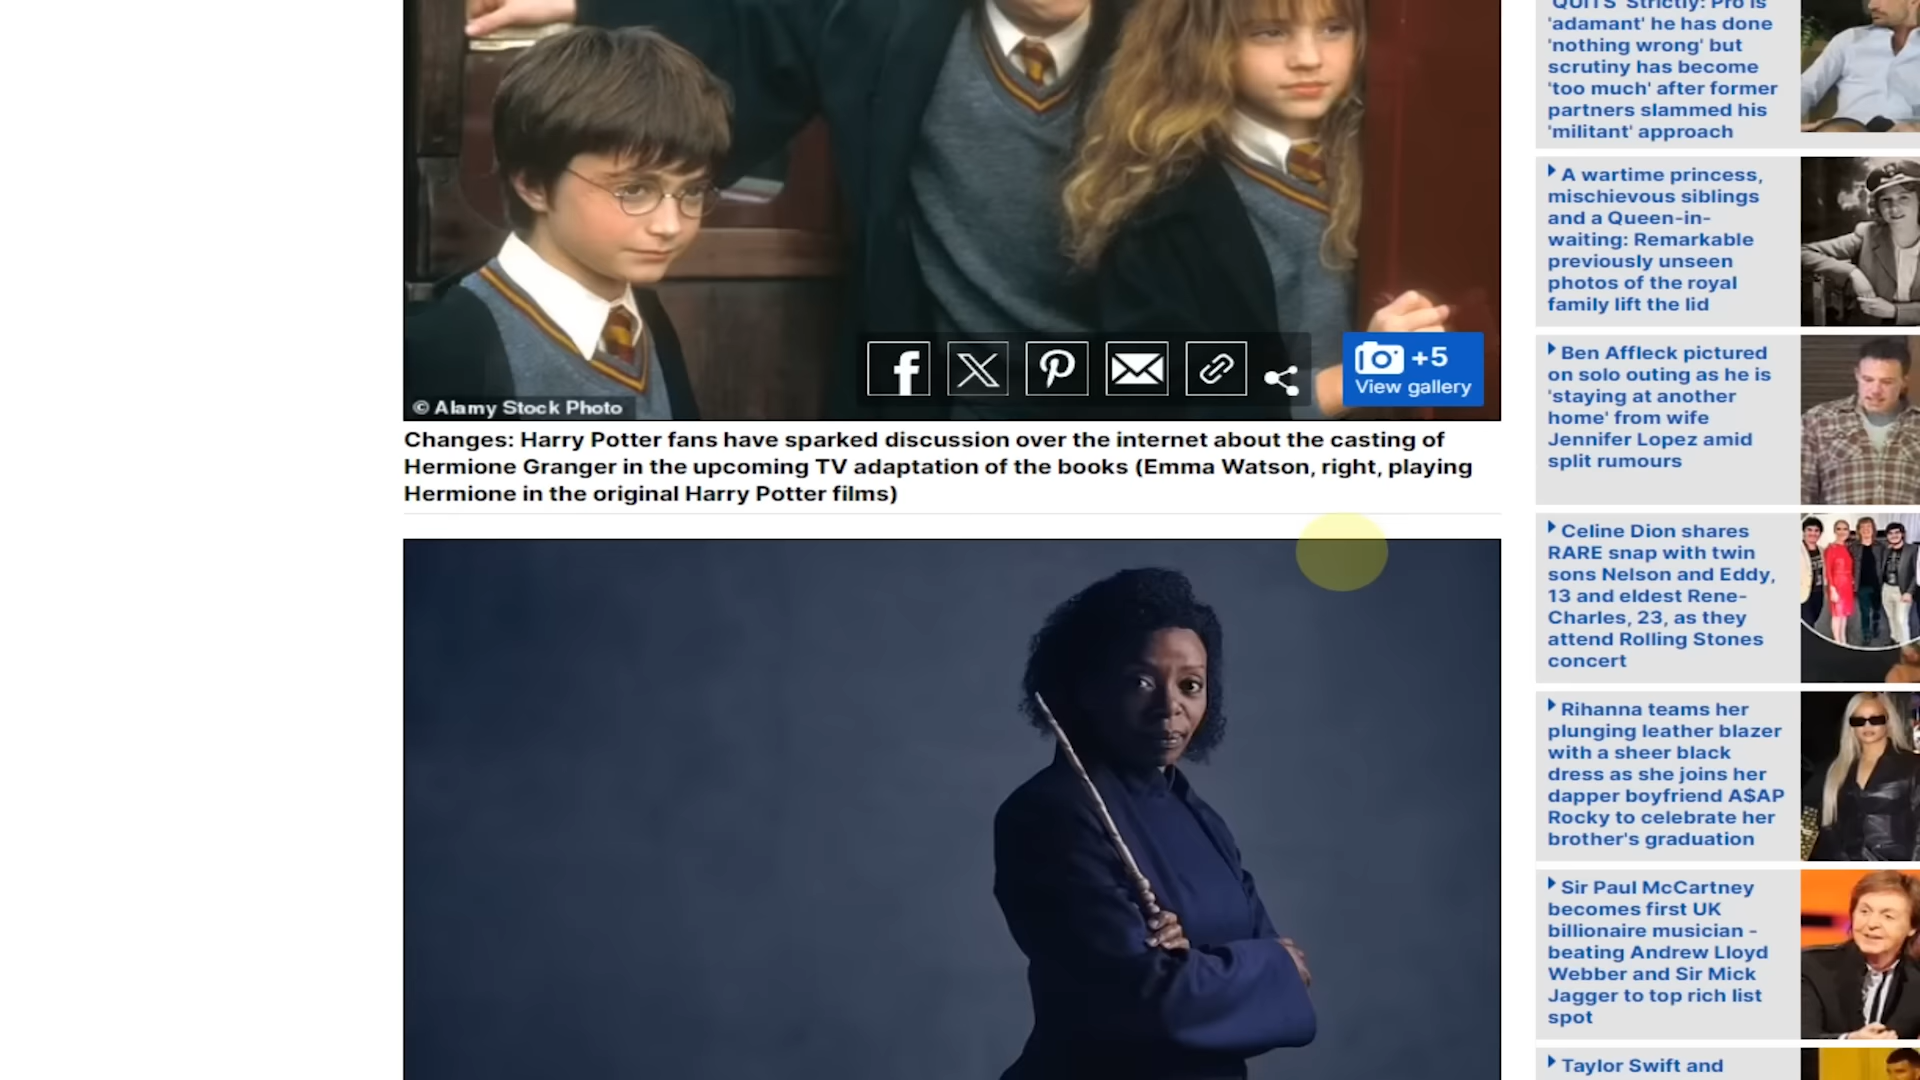 +5
View gallery
© Alamy Stock Photo
Changes: Harry Potter fans have sparked discussion over the internet about the casting of
Hermione Granger in the upcoming TV adaptation of the books (Emma Watson, right, playing
Hermione in the original Harry Potter films)
'QUITS' Strictly: Pro is
'adamant' he has done
'nothing wrong' but
scrutiny has become
'too much' after former
partners slammed his
'militant' approach
A wartime princess,
mischievous siblings
and a Queen-in-
waiting: Remarkable
previously unseen
photos of the royal
family lift the lid
Ben Affleck pictured
on solo outing as he is
'staying at another
home' from wife
Jennifer Lopez amid
split rumours
Celine Dion shares
RARE snap with twin
sons Nelson and Eddy,
13 and eldest Rene-
Charles, 23, as they
attend Rolling Stones
concert
Rihanna teams her
plunging leather blazer
with a sheer black
dress as she joins her
dapper boyfriend A$AP
Rocky to celebrate her
brother's graduation
Sir Paul McCartney
becomes first UK
billionaire musician -
beating Andrew Lloyd
Webber and Sir Mick
Jagger to top rich list
spot
Taylor Swift and